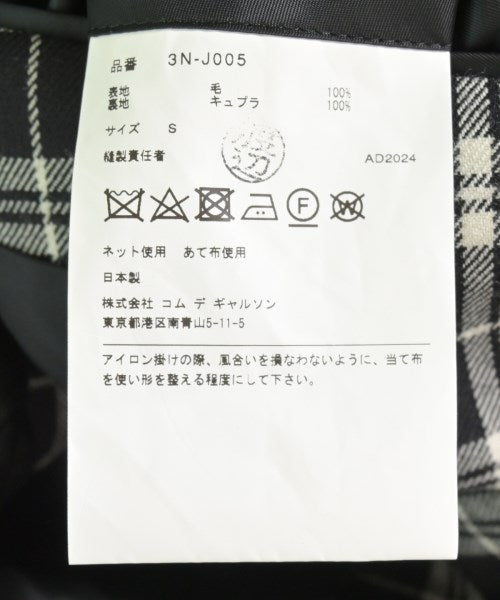 品番 3N-J005
表地 毛 100%
裏地 キュプラ 100%
サイズ S
縫製責任者 渡辺 AD2024
F W
ネット使用 あて布使用
日本製
株式会社 コム デ ギャルソン
東京都港区南青山5-11-5
アイロン掛けの際、風合いを損なわないように、当て布
を使い形を整える程度にして下さい。